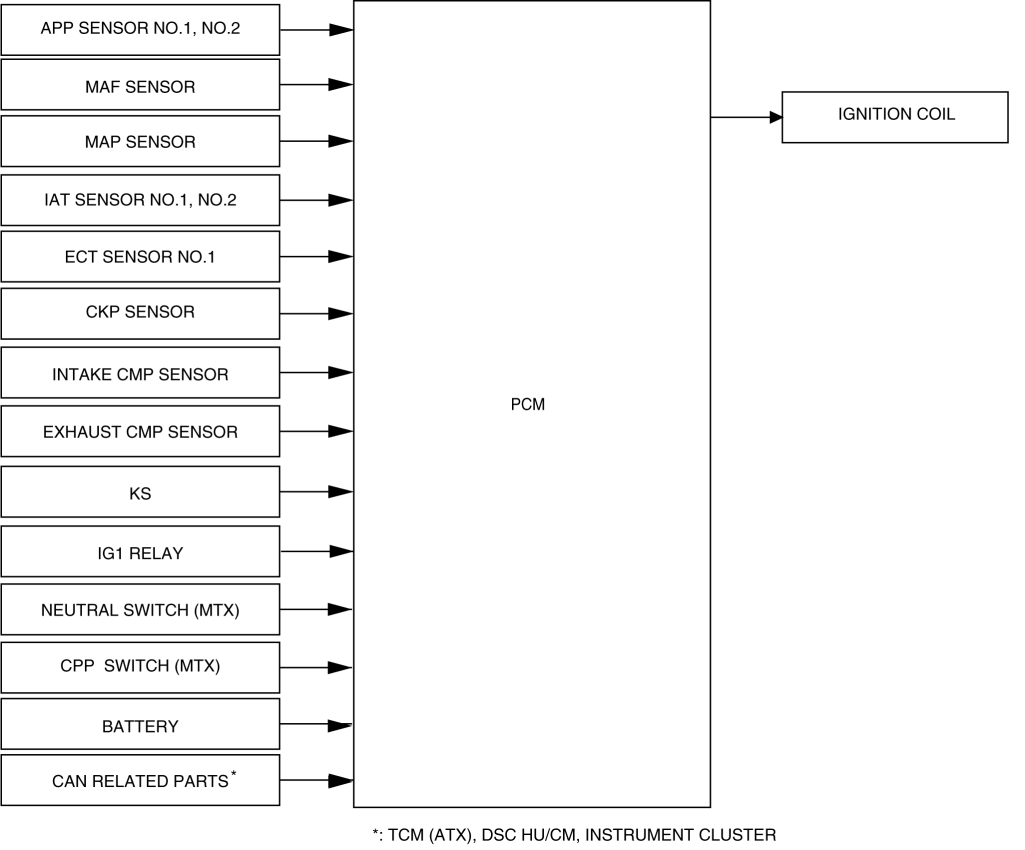 APP SENSOR NO.1, NO.2
MAF SENSOR
MAP SENSOR
IAT SENSOR NO.1, NO.2
ECT SENSOR NO.1
CKP SENSOR
INTAKE CMP SENSOR
EXHAUST CMP SENSOR
KS
IG1 RELAY
NEUTRAL SWITCH (MTX)
CPP SWITCH (MTX)
BATTERY
CAN RELATED PARTS*
PCM
IGNITION COIL
*: TCM (ATX), DSC HU/CM, INSTRUMENT CLUSTER